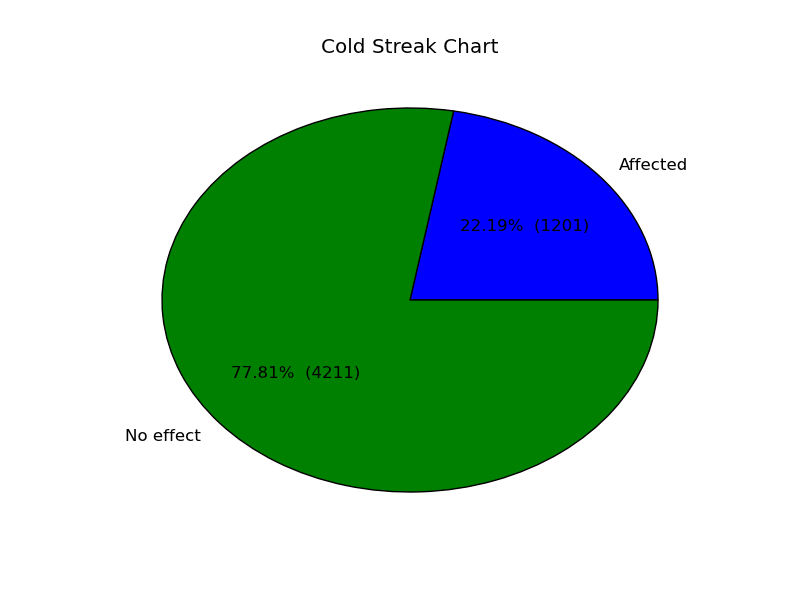 Cold Streak Chart
Affected
22.19%  (1201)
77.81%  (4211)
No effect